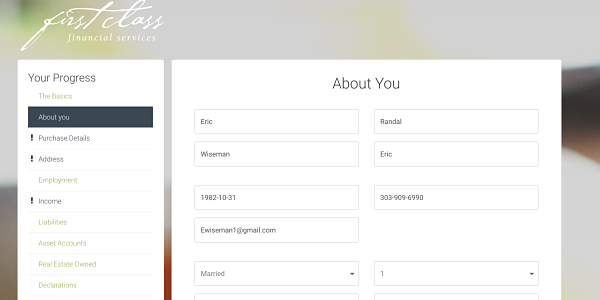 first class
financial services
Your Progress
The Basics
About you
! Purchase Details
! Address
Employment
! Income
Liabilities
Asset Accounts
Real Estate Owned
Declarations
About You
Eric
Randal
Wiseman
Eric
1982-10-31
303-909-6990
Ewiseman1@gmail.com
Married
1